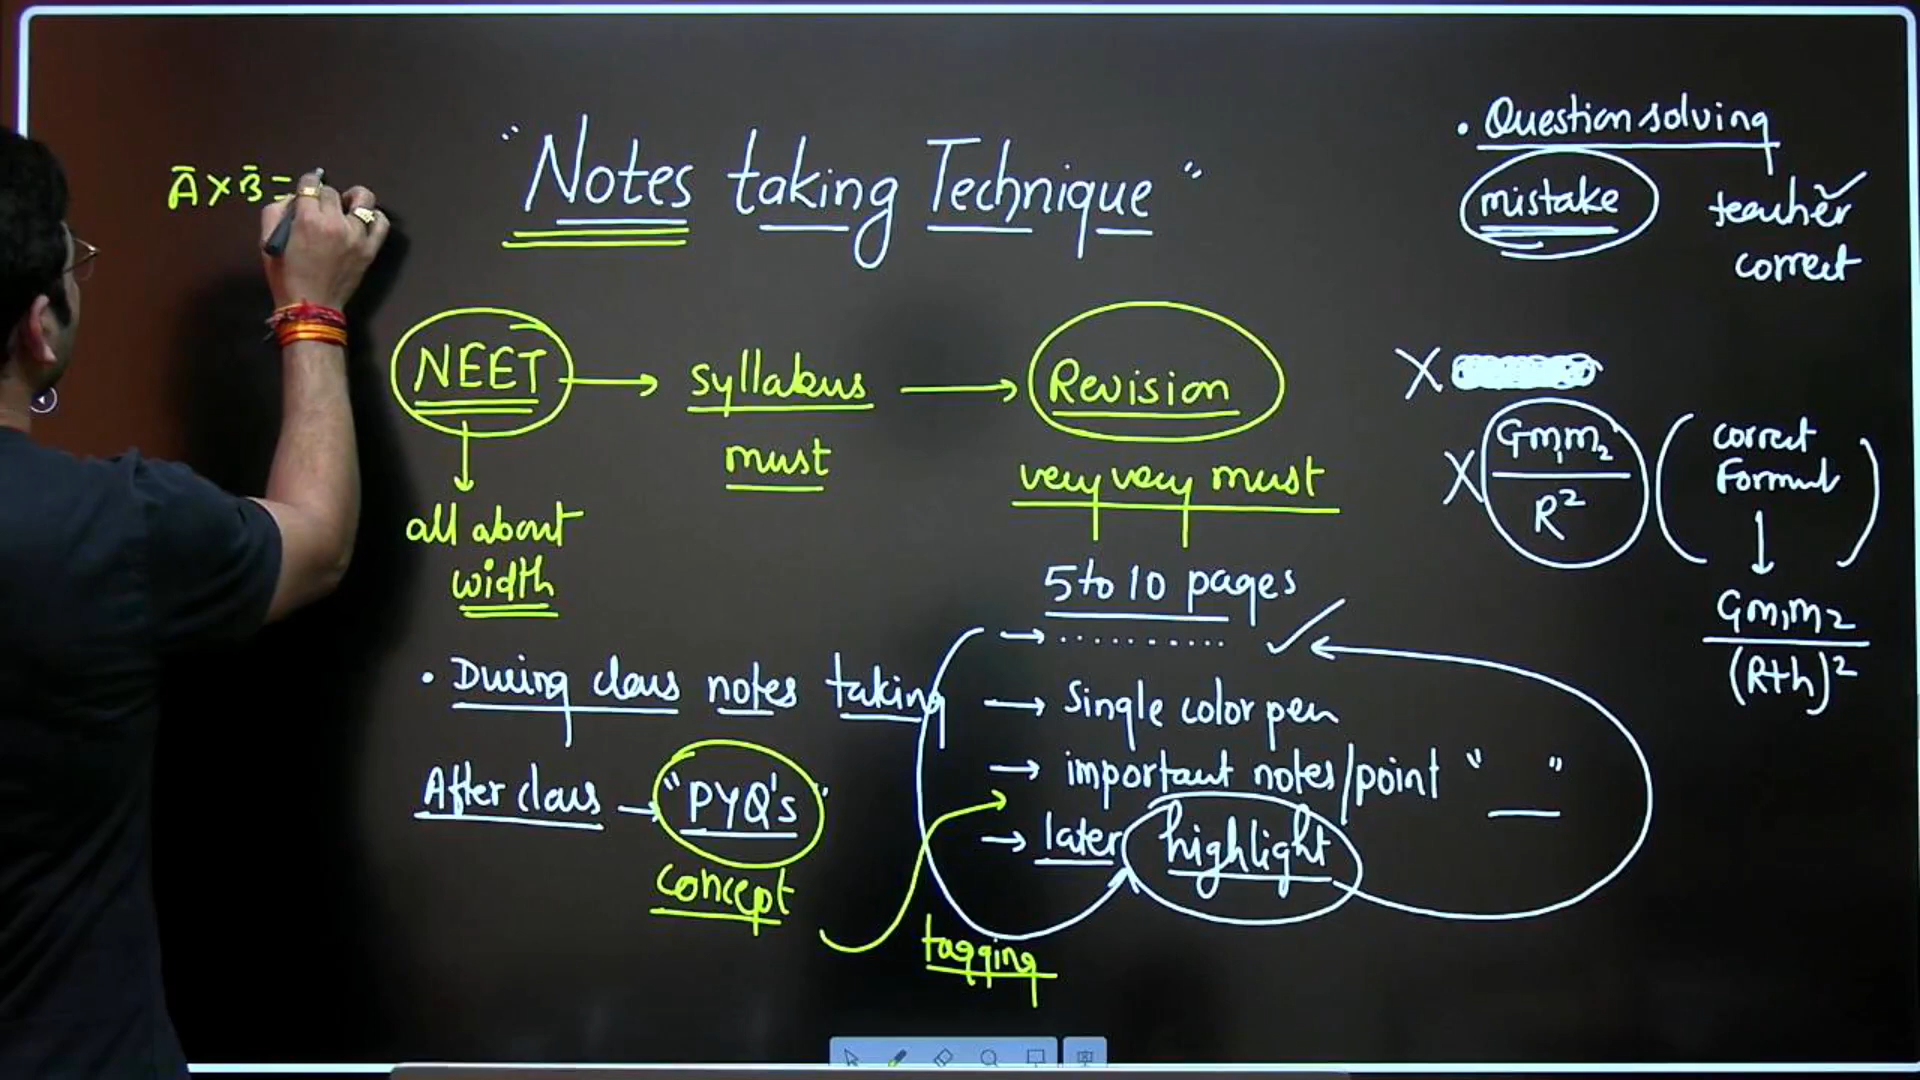 Ā × B̄ =
"Notes taking Technique"
NEET → syllabus → Revision
must
very very must
all about
width
5 to 10 pages
→ .......... ✓
• During class notes taking
→ Single color pen
→ important notes/point " __ "
After class → "PYQ's"
→ later highlight
concept
tagging
• Question solving
mistake
teacher ✓
correct
X
X Gm₁m₂
R²
( correct
Formul )
↓
Gm₁m₂
(R+h)²